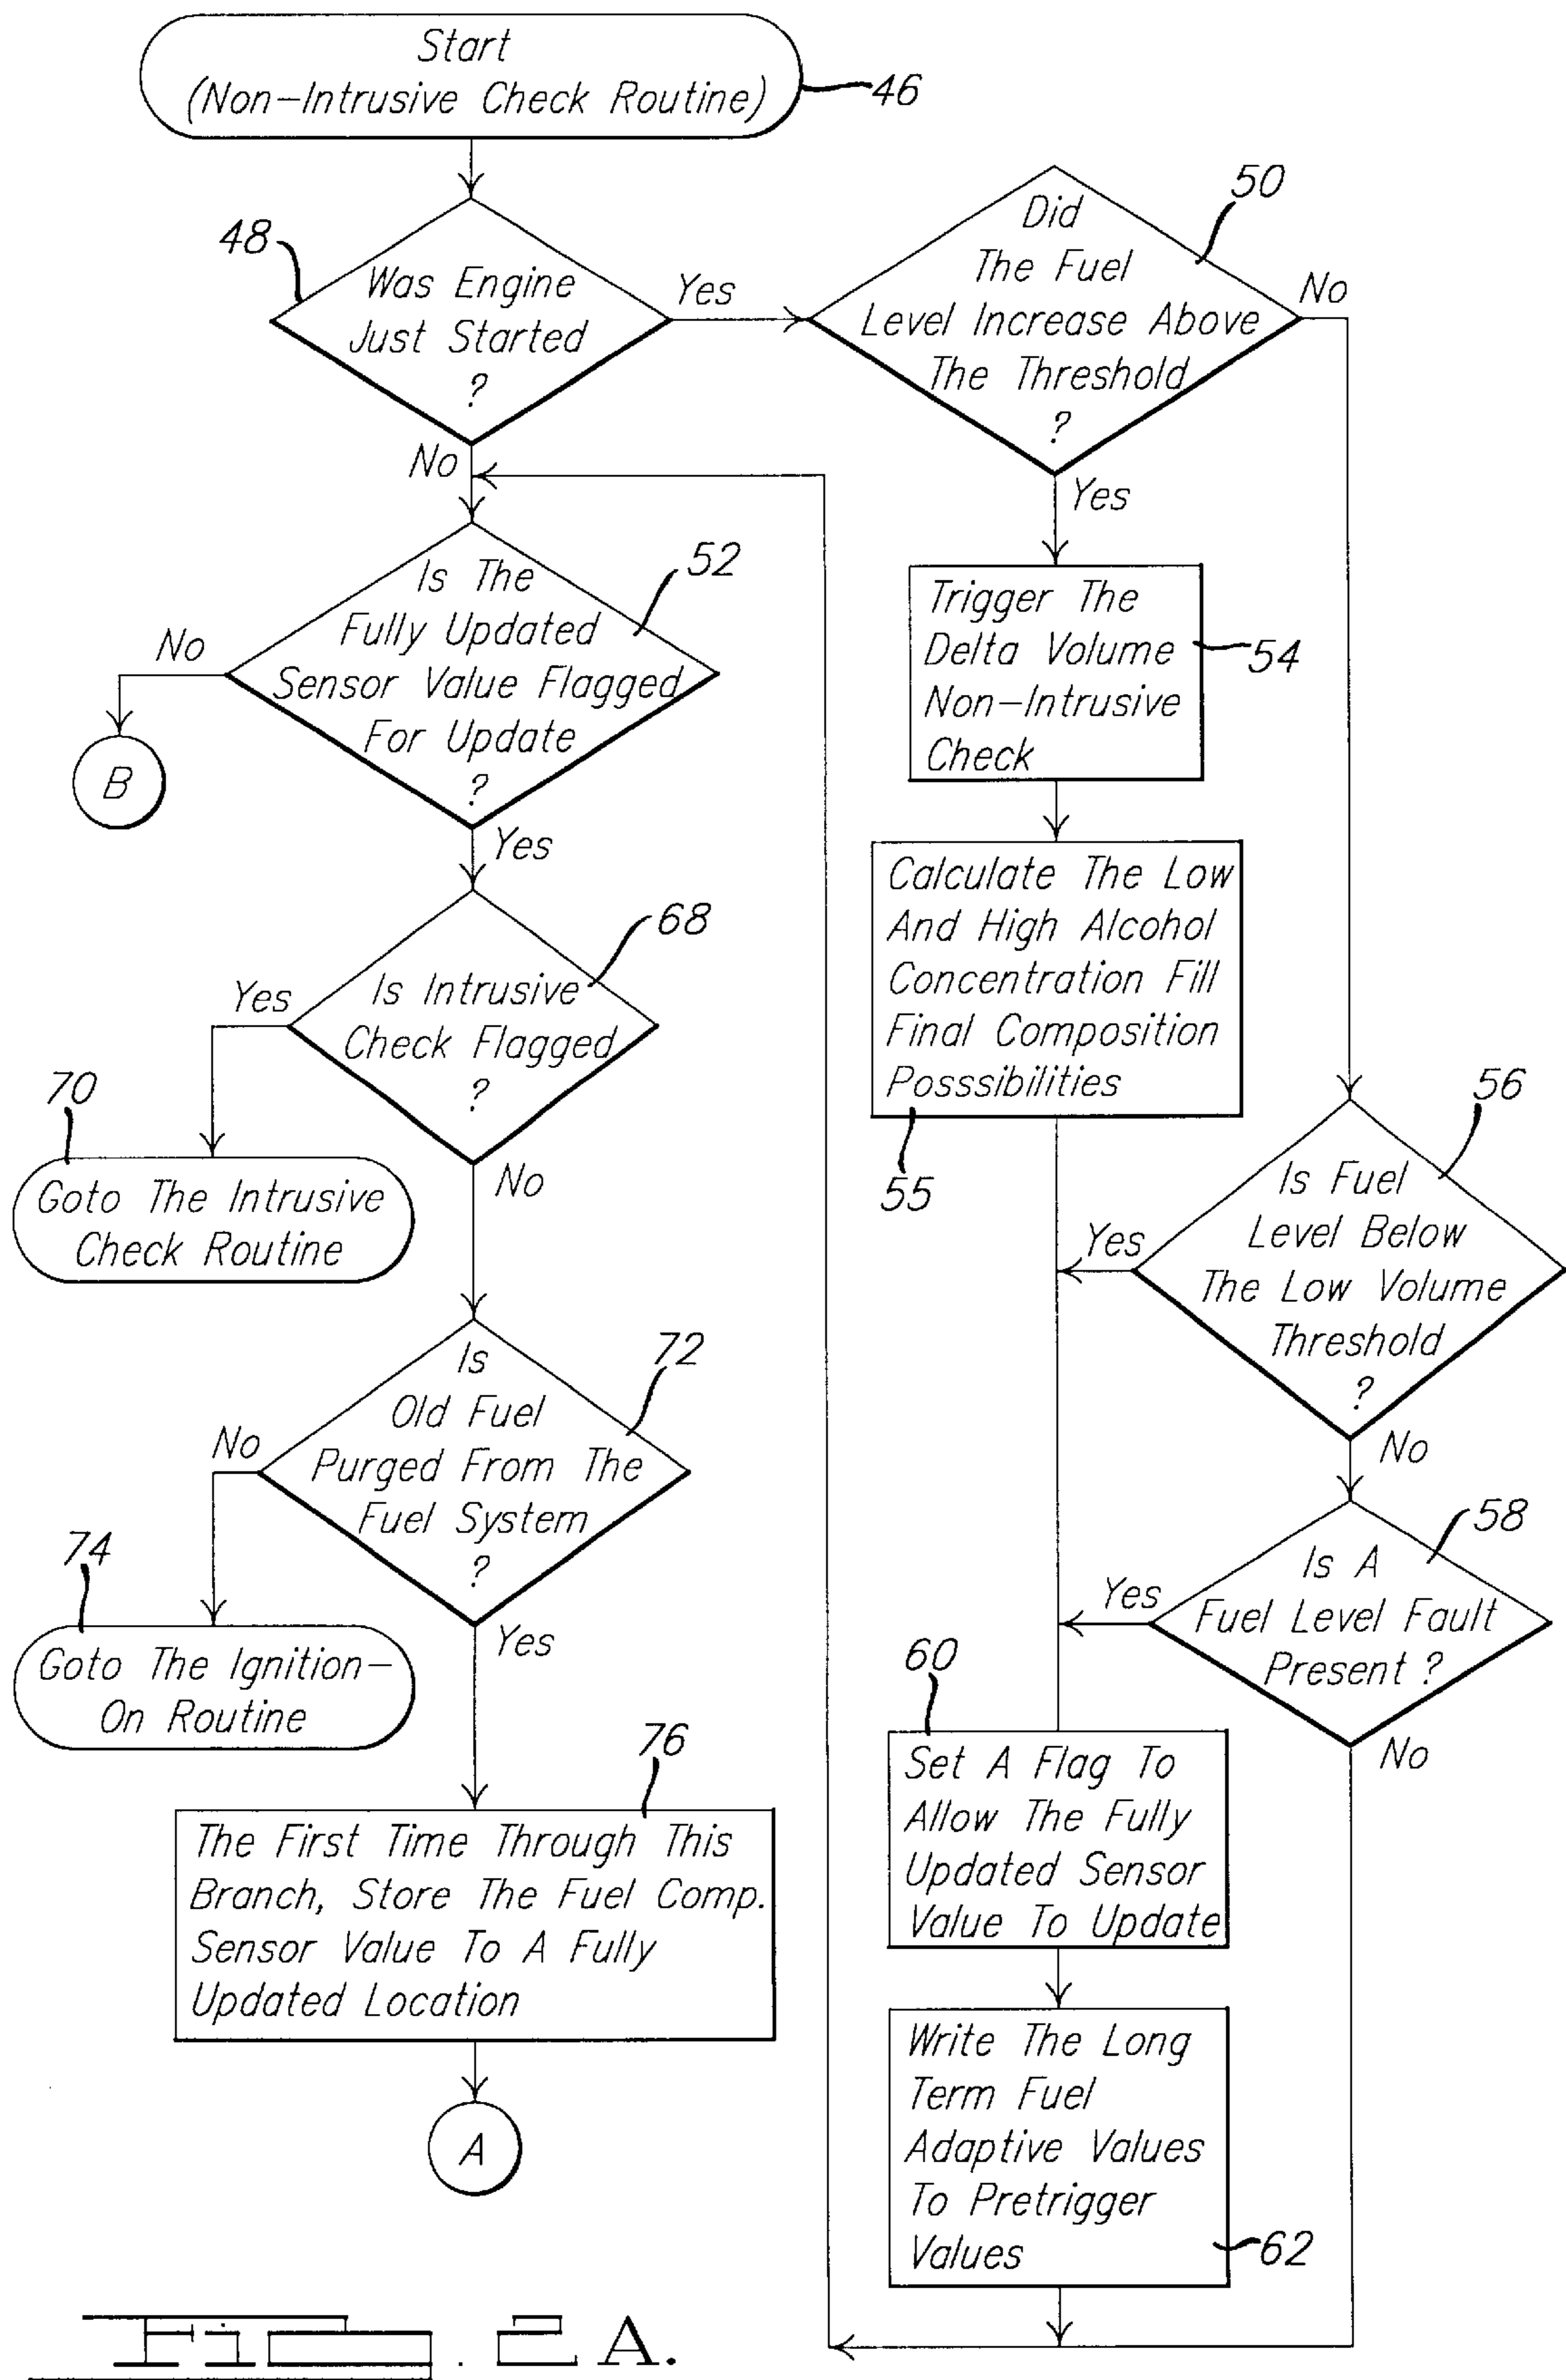 Start
(Non-Intrusive Check Routine)
46
48
Was Engine
Just Started
?
Yes
No
50
Did
The Fuel
Level Increase Above
The Threshold
?
No
Yes
52
Is The
Fully Updated
Sensor Value Flagged
For Update
?
No
B
Yes
Trigger The
Delta Volume
Non-Intrusive
Check
54
Calculate The Low
And High Alcohol
Concentration Fill
Final Composition
Posssibilities
55
68
Is Intrusive
Check Flagged
?
Yes
No
70
Goto The Intrusive
Check Routine
56
Is Fuel
Level Below
The Low Volume
Threshold
?
Yes
No
72
Is
Old Fuel
Purged From The
Fuel System
?
No
Yes
74
Goto The Ignition-
On Routine
58
Is A
Fuel Level Fault
Present ?
Yes
No
60
Set A Flag To
Allow The Fully
Updated Sensor
Value To Update
76
The First Time Through This
Branch, Store The Fuel Comp.
Sensor Value To A Fully
Updated Location
A
Write The Long
Term Fuel
Adaptive Values
To Pretrigger
Values
62
FIG. 2A.